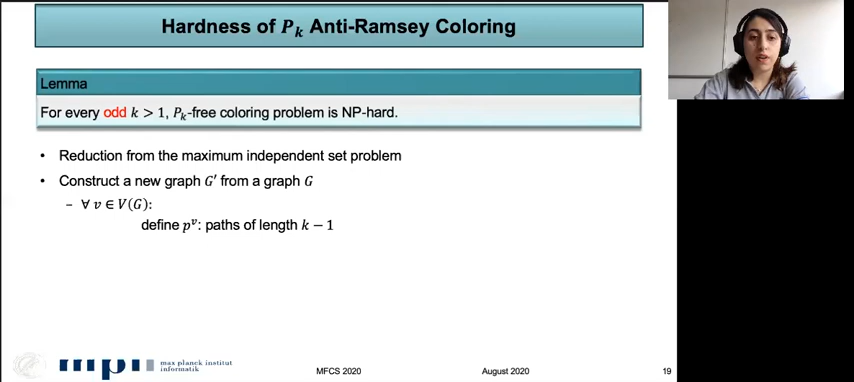 Hardness of Pₖ Anti-Ramsey Coloring
Lemma
For every odd k > 1, Pₖ-free coloring problem is NP-hard.
• Reduction from the maximum independent set problem
• Construct a new graph G′ from a graph G
– ∀ v ∈ V(G):
define pᵛ: paths of length k − 1
mpi max planck institut
informatik
MFCS 2020
August 2020
19